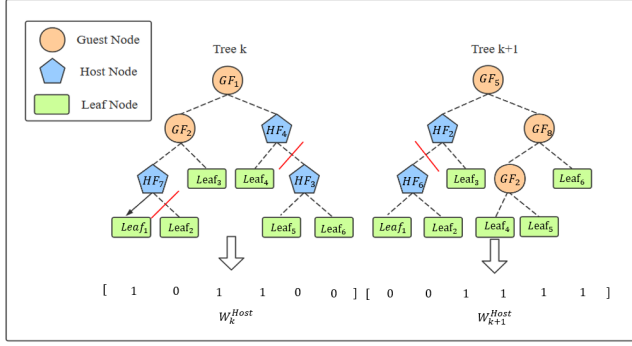 Guest Node
Host Node
Leaf Node
Tree k
Tree k+1
GF₁
GF₅
GF₂
HF₄
HF₂
GF₈
HF₇
Leaf₃
Leaf₄
HF₃
HF₆
Leaf₃
GF₂
Leaf₆
Leaf₁
Leaf₂
Leaf₅
Leaf₆
Leaf₁
Leaf₂
Leaf₄
Leaf₅
[ 1 0 1 1 0 0 ] [ 0 0 1 1 1 1 ]
W_k^{Host}
W_{k+1}^{Host}